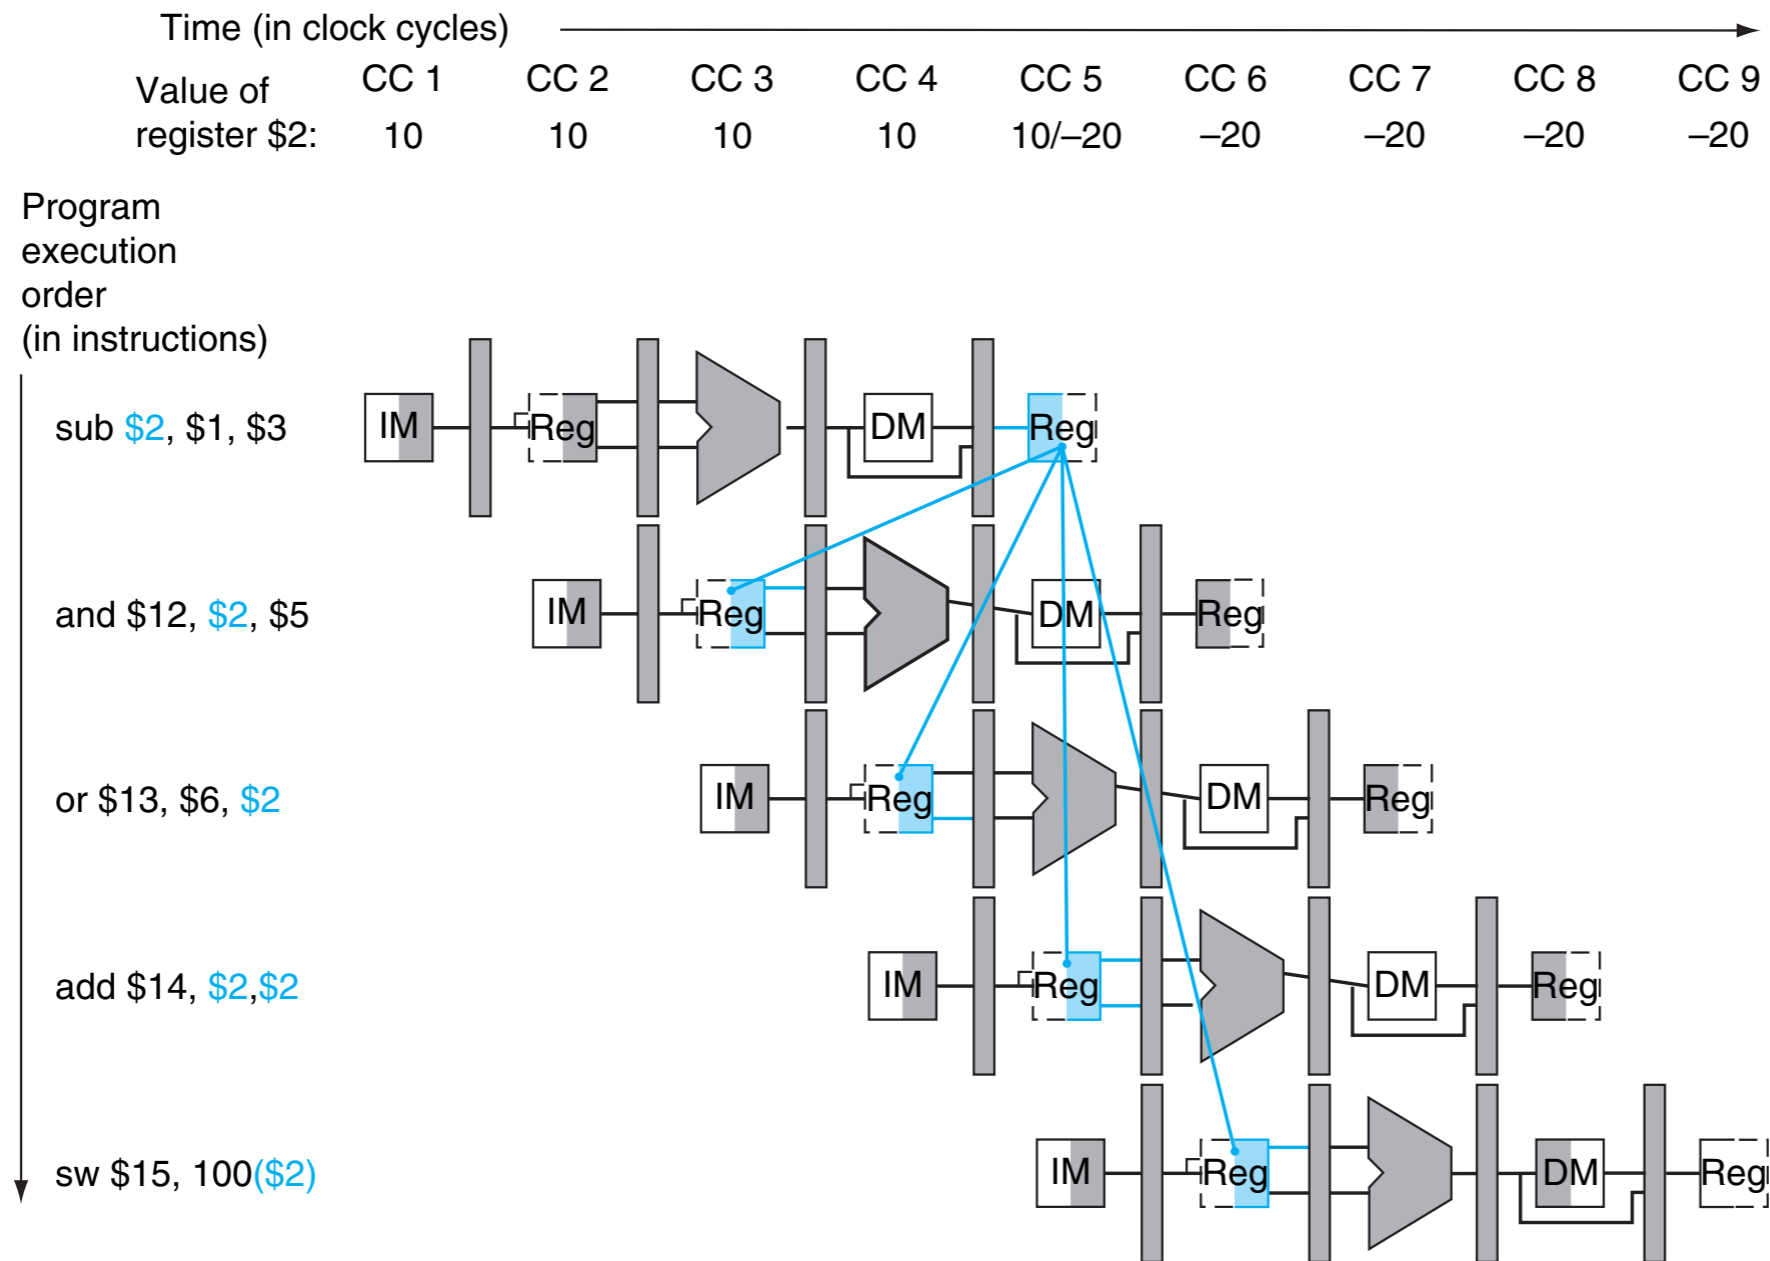 Time (in clock cycles)
CC 1 CC 2 CC 3 CC 4 CC 5 CC 6 CC 7 CC 8 CC 9
Value of
register $2: 10 10 10 10 10/–20 –20 –20 –20 –20
Program
execution
order
(in instructions)
sub $2, $1, $3 IM Reg DM Reg
and $12, $2, $5 IM Reg DM Reg
or $13, $6, $2 IM Reg DM Reg
add $14, $2,$2 IM Reg DM Reg
sw $15, 100($2) IM Reg DM Reg